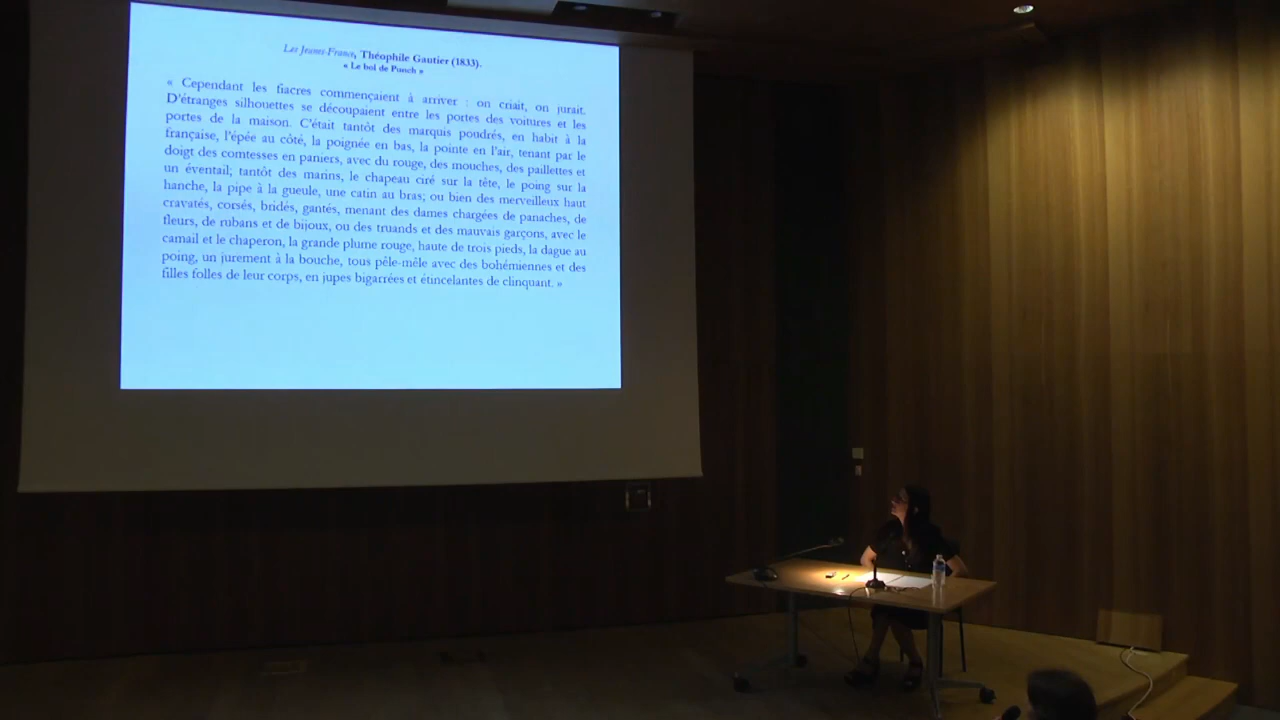 Les Jeunes-France, Théophile Gautier (1833).
« Le bol de Punch »
« Cependant les fiacres commençaient à arriver : on criait, on jurait.
D'étranges silhouettes se découpaient entre les portes des voitures et les
portes de la maison. C'était tantôt des marquis poudrés, en habit à la
française, l'épée au côté, la poignée en bas, la pointe en l'air, tenant par le
doigt des comtesses en paniers, avec du rouge, des mouches, des paillettes et
un éventail; tantôt des marins, le chapeau ciré sur la tête, le poing sur la
hanche, la pipe à la gueule, une catin au bras; ou bien des merveilleux haut
cravatés, corsés, bridés, gantés, menant des dames chargées de panaches, de
fleurs, de rubans et de bijoux, ou des truands et des mauvais garçons, avec le
camail et le chaperon, la grande plume rouge, haute de trois pieds, la dague au
poing, un jurement à la bouche, tous pêle-mêle avec des bohémiennes et des
filles folles de leur corps, en jupes bigarrées et étincelantes de clinquant. »